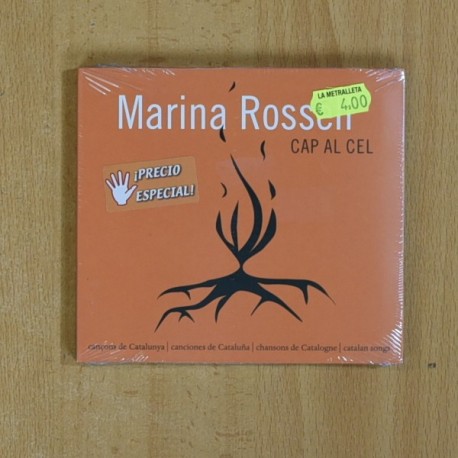 LA METRALLETA
€ 4,00
Marina Rossell
CAP AL CEL
¡PRECIO
ESPECIAL!
cançons de Catalunya | canciones de Cataluña | chansons de Catalogne | catalan songs